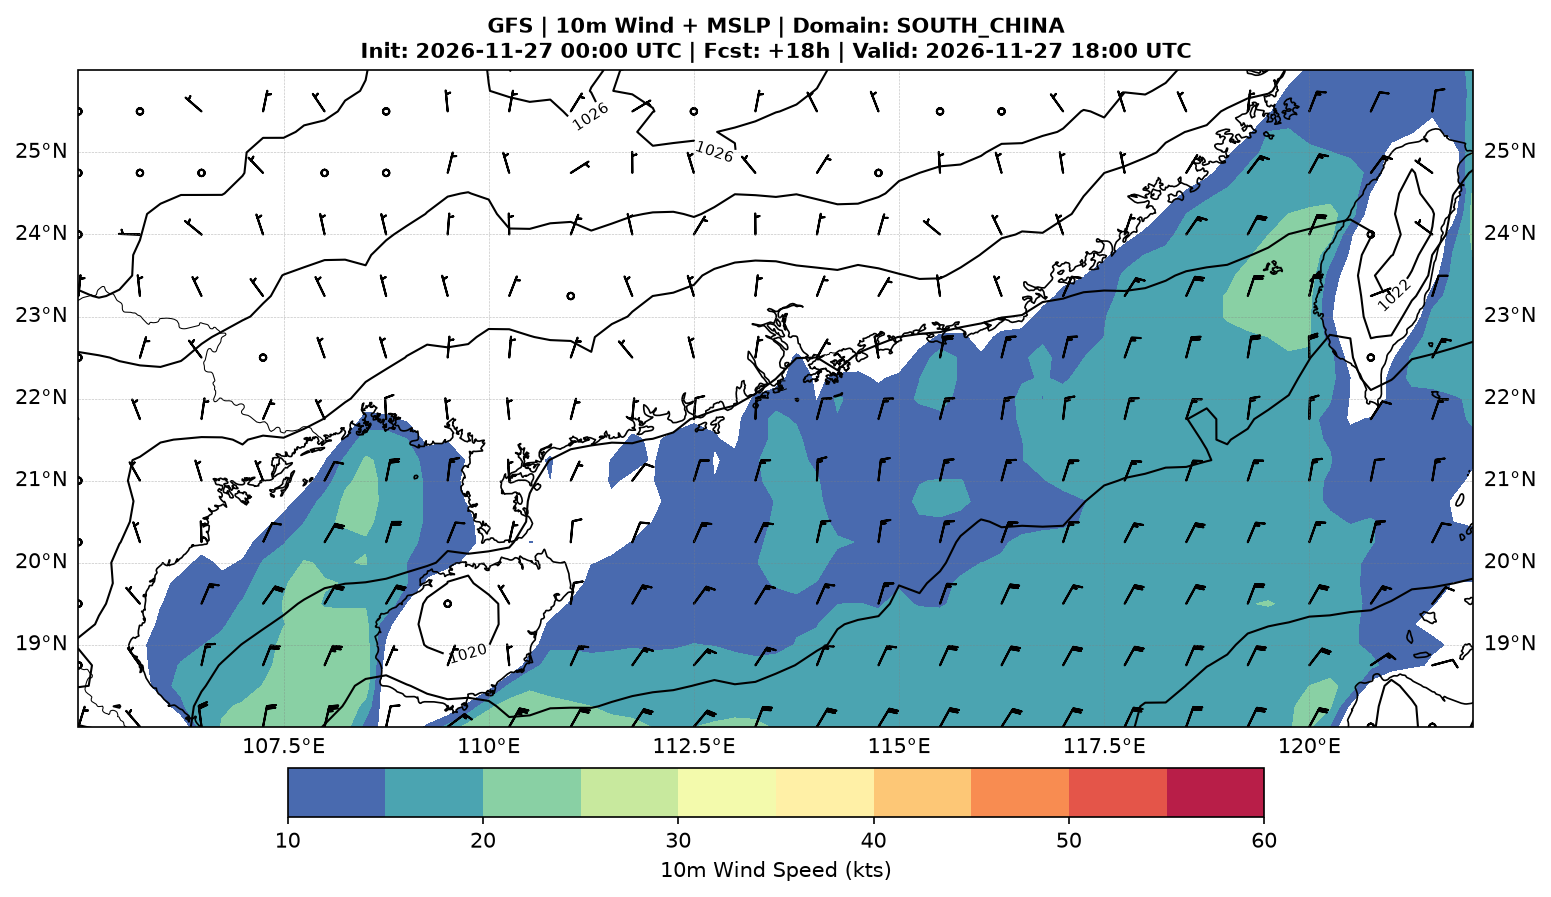 GFS | 10m Wind + MSLP | Domain: SOUTH_CHINA
Init: 2026-11-27 00:00 UTC | Fcst: +18h | Valid: 2026-11-27 18:00 UTC
1026
1026
25°N 25°N
24°N 24°N
1022
23°N 23°N
22°N 22°N
21°N 21°N
20°N 20°N
19°N 19°N
1020
107.5°E 110°E 112.5°E 115°E 117.5°E 120°E
10 20 30 40 50 60
10m Wind Speed (kts)